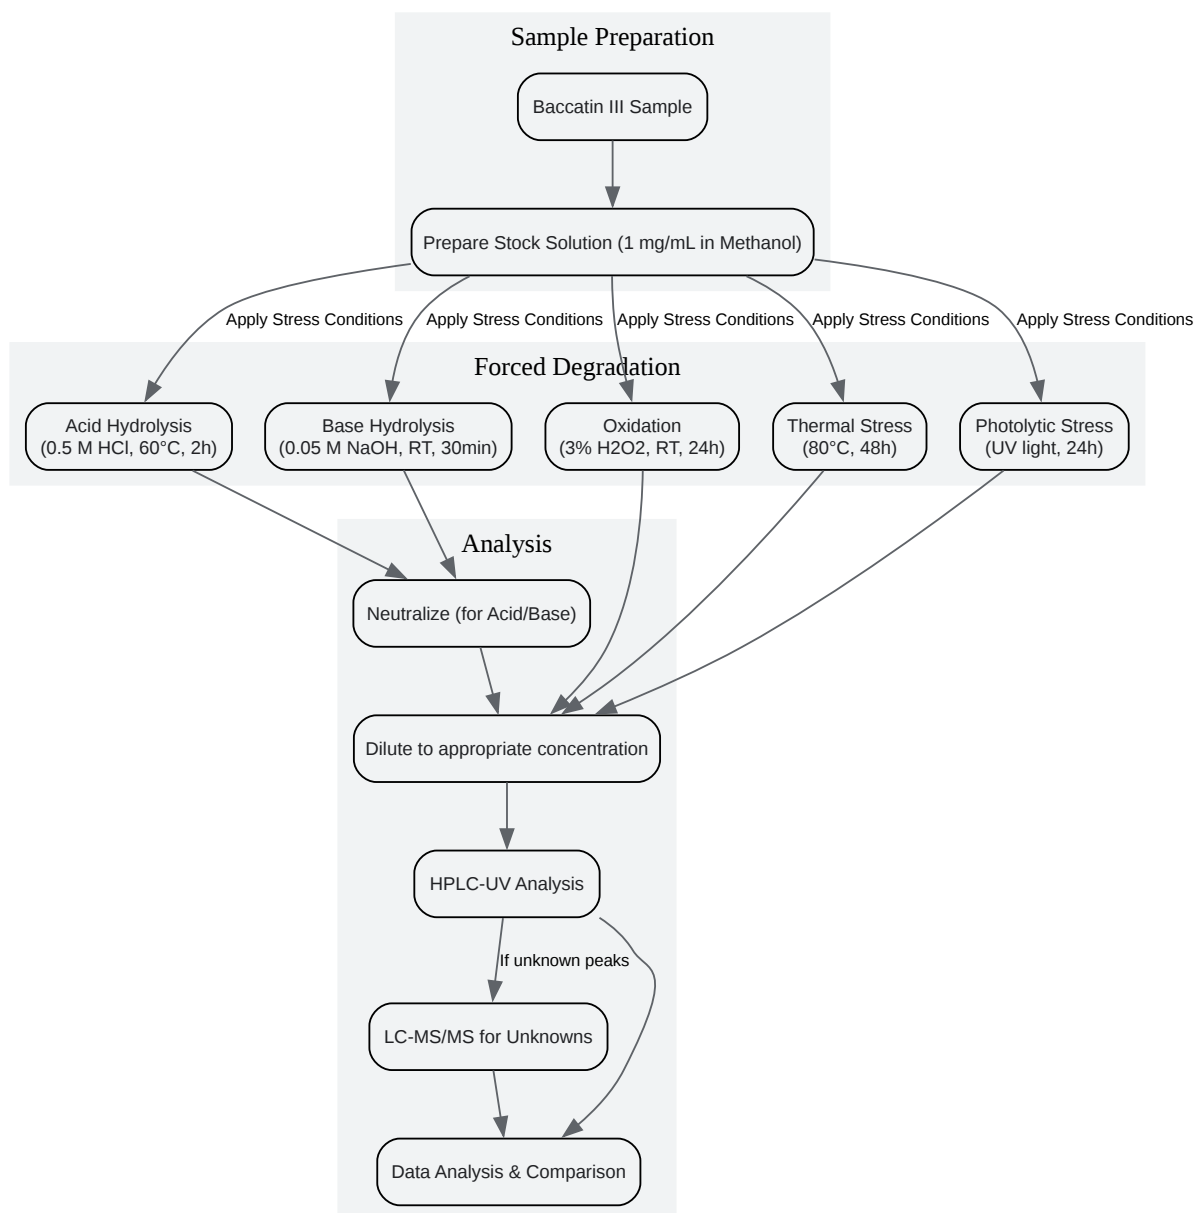 Sample Preparation
Baccatin III Sample
Prepare Stock Solution (1 mg/mL in Methanol)
Apply Stress Conditions
Apply Stress Conditions
Apply Stress Conditions
Apply Stress Conditions
Apply Stress Conditions
Forced Degradation
Acid Hydrolysis
(0.5 M HCl, 60°C, 2h)
Base Hydrolysis
(0.05 M NaOH, RT, 30min)
Oxidation
(3% H2O2, RT, 24h)
Thermal Stress
(80°C, 48h)
Photolytic Stress
(UV light, 24h)
Analysis
Neutralize (for Acid/Base)
Dilute to appropriate concentration
HPLC-UV Analysis
If unknown peaks
LC-MS/MS for Unknowns
Data Analysis & Comparison